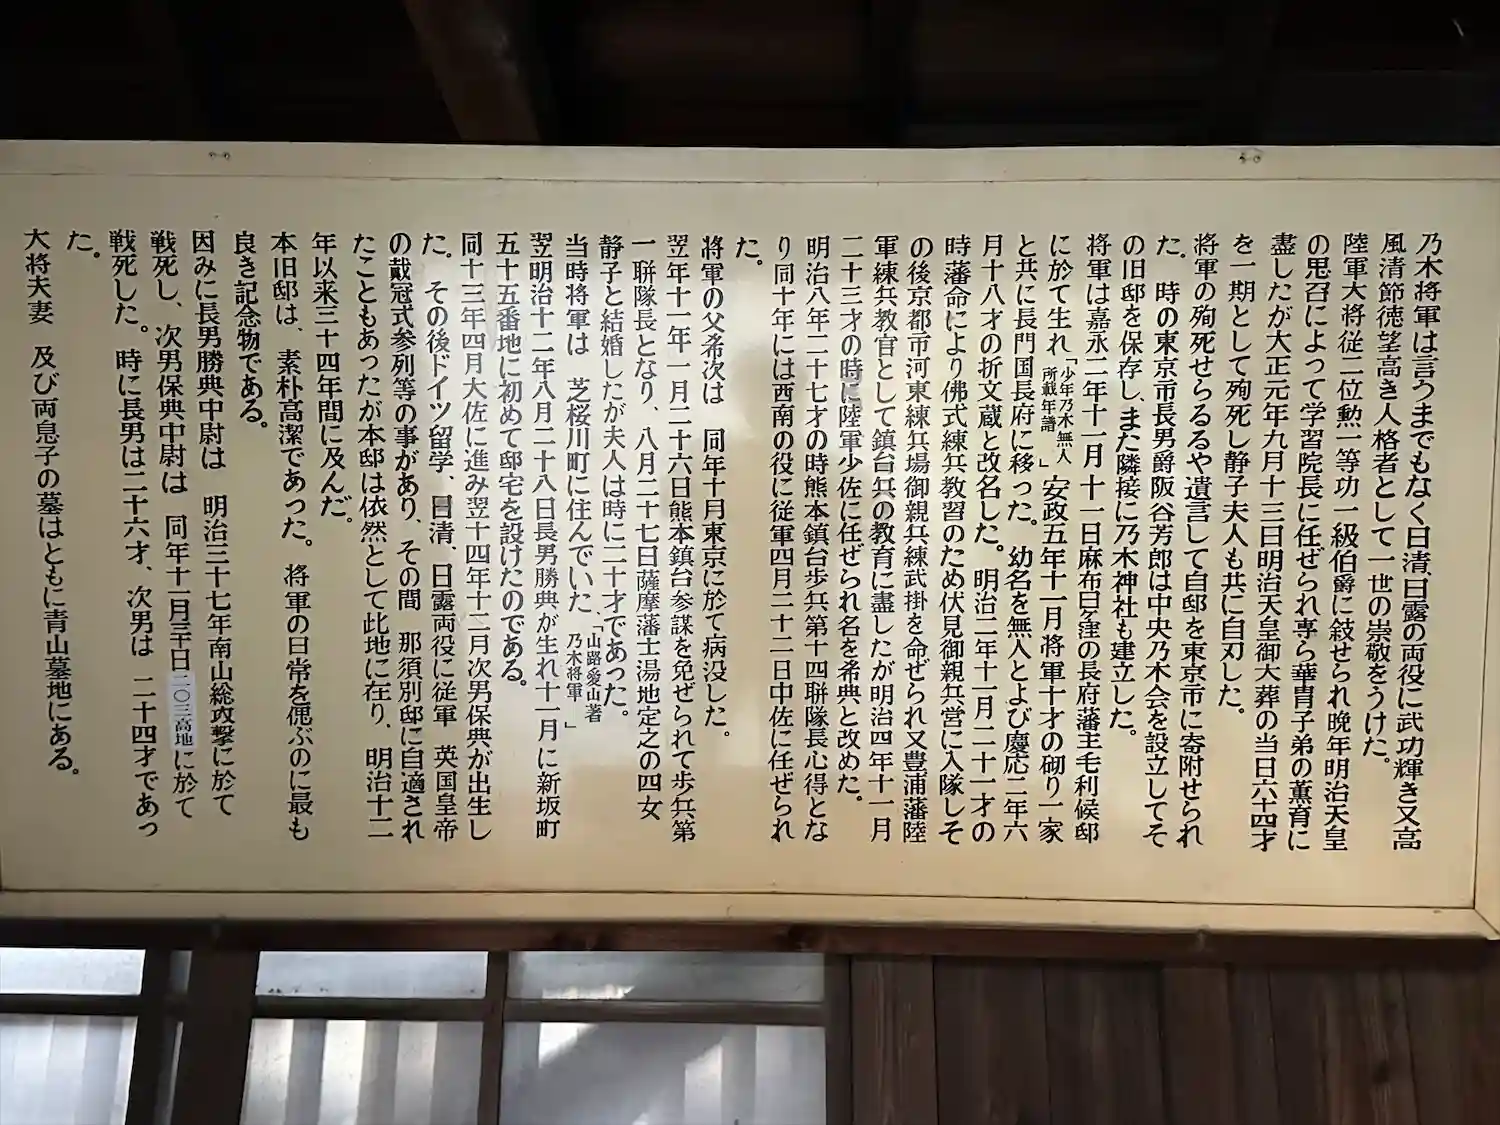 乃木将軍は言うまでもなく日清、日露の両役に武功輝き又高
風清節徳望高き人格者として一世の崇敬をうけた。
陸軍大将従二位勲一等功一級伯爵に敍せられ晩年明治天皇
の思召によって学習院長に任ぜられ専ら華冑子弟の薫育に
盡したが大正元年九月十三日明治天皇御大葬の当日六十四才
を一期として殉死し静子夫人も共に自刃した。
将軍の殉死せらるるや遺言して自邸を東京市に寄附せられ
た。時の東京市長男爵阪谷芳郎は中央乃木会を設立してそ
の旧邸を保存し、また隣接に乃木神社も建立した。
将軍は嘉永二年十一月十一日麻布日窪の長府藩主毛利候邸
に於て生れ「少年乃木無人所載年譜」安政五年十一月将軍十才の砌り一家
と共に長門国長府に移った。幼名を無人とよび慶応二年六
月十八才の折文蔵と改名した。明治二年十一月二十一才の
時藩命により佛式練兵教習のため伏見御親兵営に入隊しそ
の後京都市河東練兵場御親兵練武掛を命ぜられ又豊浦藩陸
軍練兵教官として鎮台兵の教育に盡したが明治四年十一月
二十三才の時に陸軍少佐に任ぜられ名を希典と改めた。
明治八年二十七才の時熊本鎮台歩兵第十四聨隊長心得とな
り同十年には西南の役に従軍四月二十二日中佐に任ぜられ
た。
将軍の父希次は 同年十月東京に於て病没した。
翌年十一年一月二十六日熊本鎮台参謀を免ぜられて歩兵第
一聨隊長となり、八月二十七日薩摩藩士湯地定之の四女
静子と結婚したが夫人は時に二十才であった。
当時将軍は 芝桜川町に住んでいた、「山路愛山著乃木将軍」
翌明治十二年八月二十八日長男勝典が生れ十一月に新坂町
五十五番地に初めて邸宅を設けたのである。
同十三年四月大佐に進み翌十四年十二月次男保典が出生し
た。その後ドイツ留学、日清、日露両役に従軍 英国皇帝
の戴冠式参列等の事があり、その間 那須別邸に自適され
たこともあったが本邸は依然として此地に在り、明治十二
年以来三十四年間に及んだ。
本旧邸は、素朴高潔であった。将軍の日常を偲ぶのに最も
良き記念物である。
因みに長男勝典中尉は 明治三十七年南山総攻撃に於て
戦死し、次男保典中尉は 同年十一月三十日二〇三高地に於て
戦死した。時に長男は二十六才、次男は 二十四才であっ
た。
大将夫妻 及び両息子の墓はともに青山墓地にある。